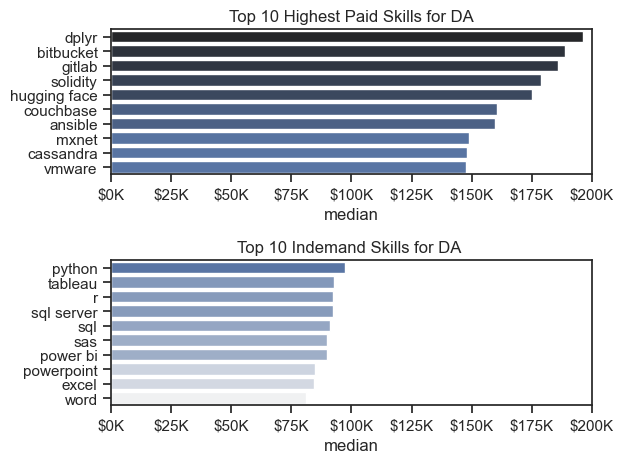 Top 10 Highest Paid Skills for DA
dplyr
bitbucket
gitlab
solidity
hugging face
couchbase
ansible
mxnet
cassandra
vmware
$0K $25K $50K $75K $100K $125K $150K $175K $200K
median
Top 10 Indemand Skills for DA
python
tableau
r
sql server
sql
sas
power bi
powerpoint
excel
word
$0K $25K $50K $75K $100K $125K $150K $175K $200K
median